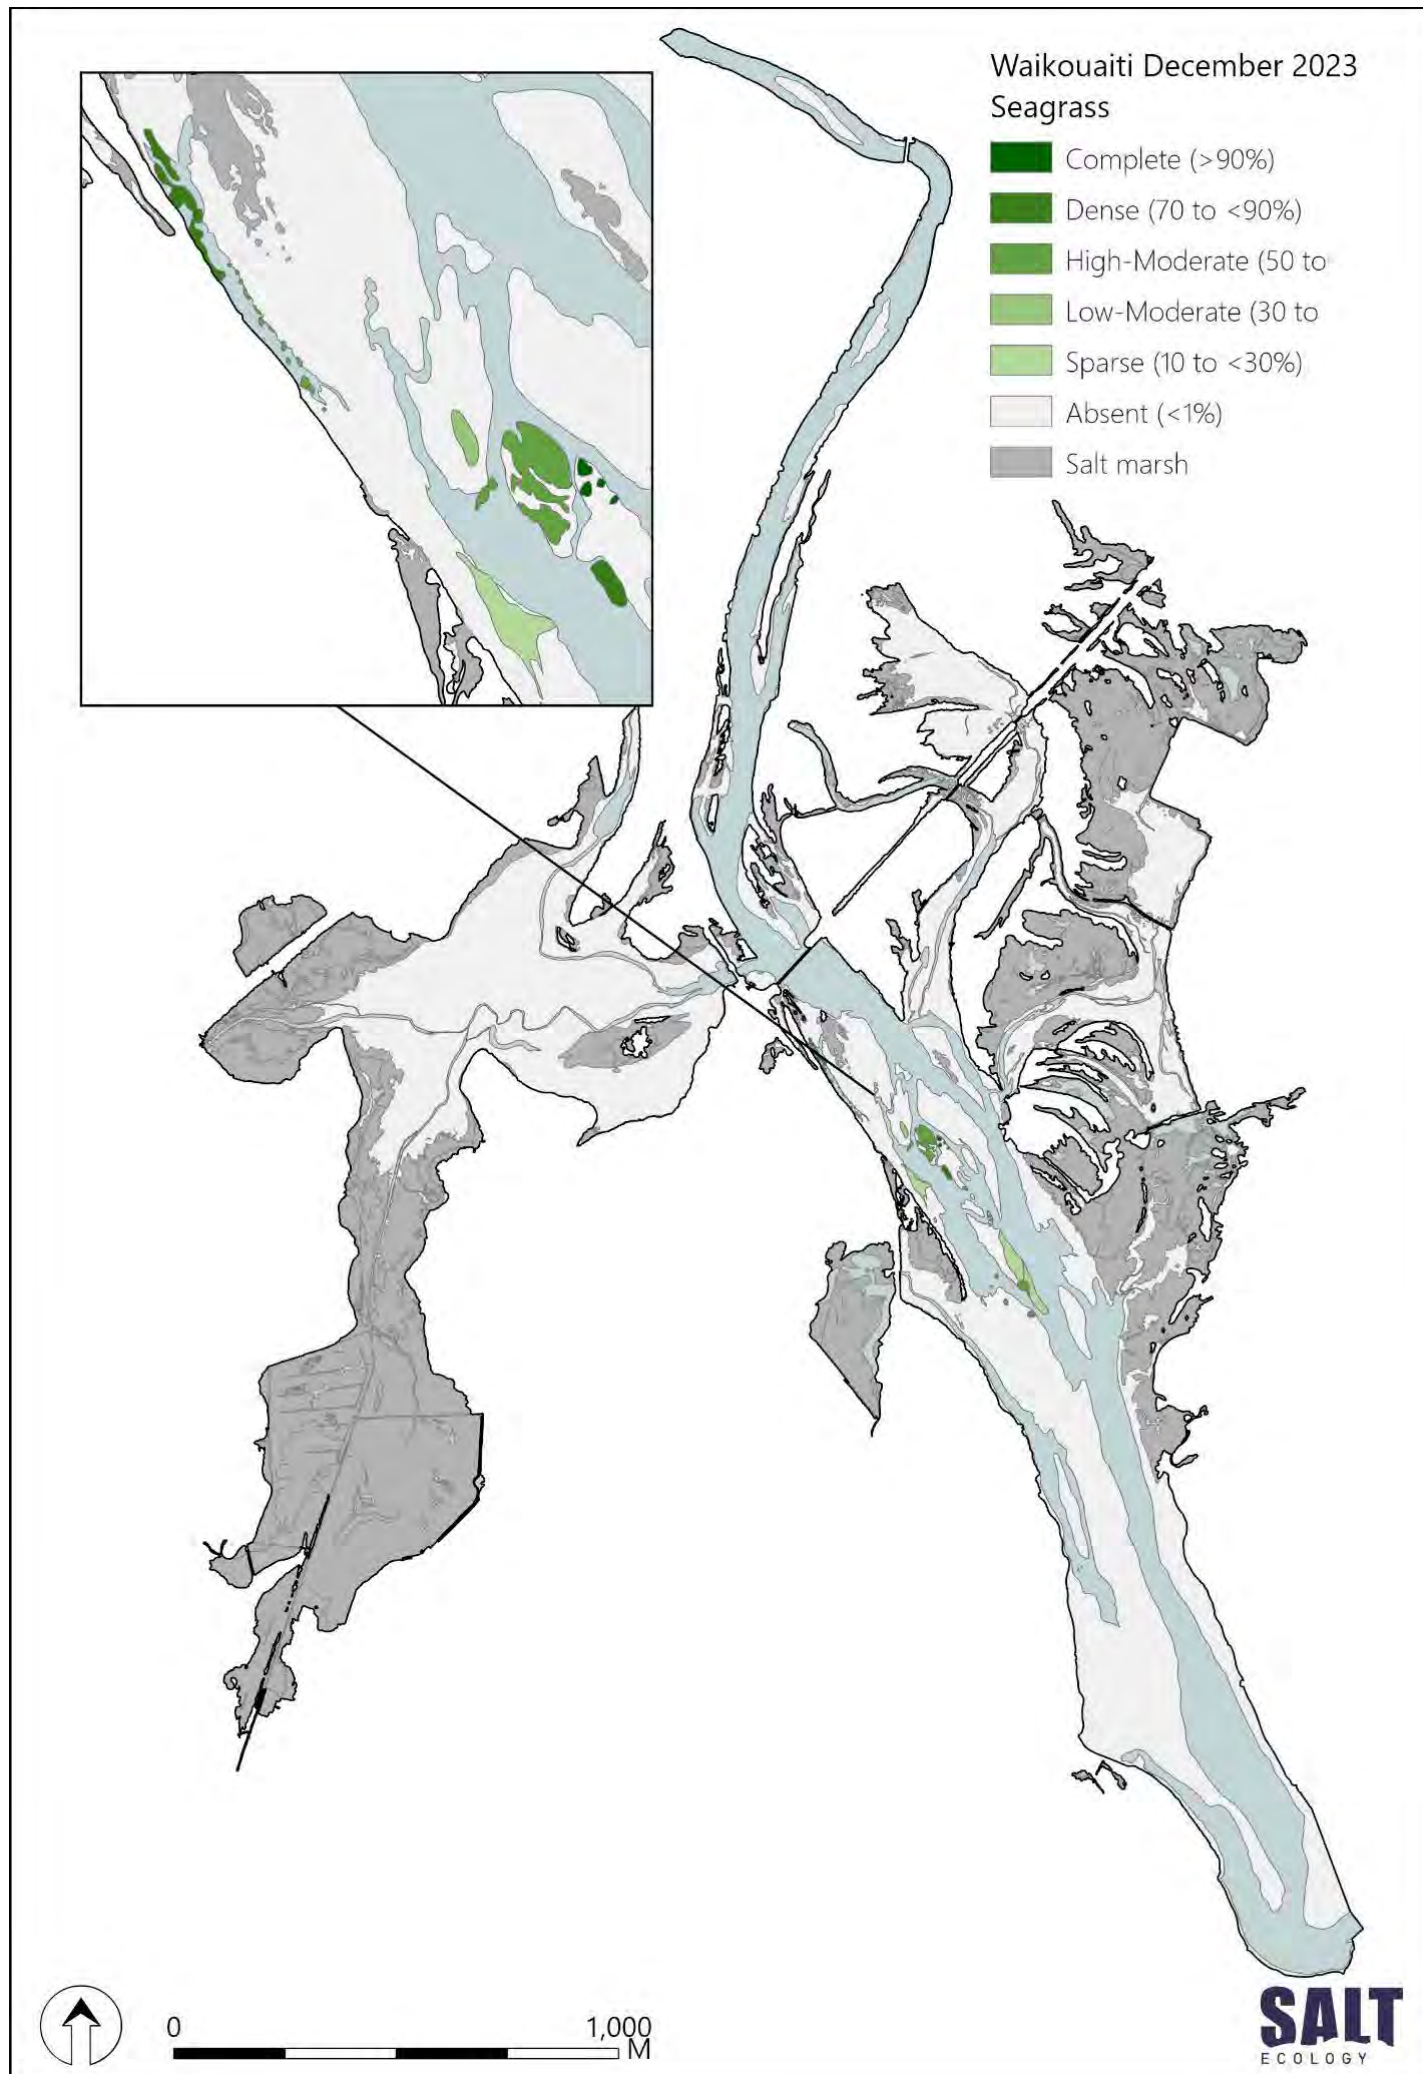 Waikouaiti December 2023
Seagrass
Complete (>90%)
Dense (70 to <90%)
High-Moderate (50 to
Low-Moderate (30 to
Sparse (10 to <30%)
Absent (<1%)
Salt marsh
0 1,000
M
SALT
ECOLOGY